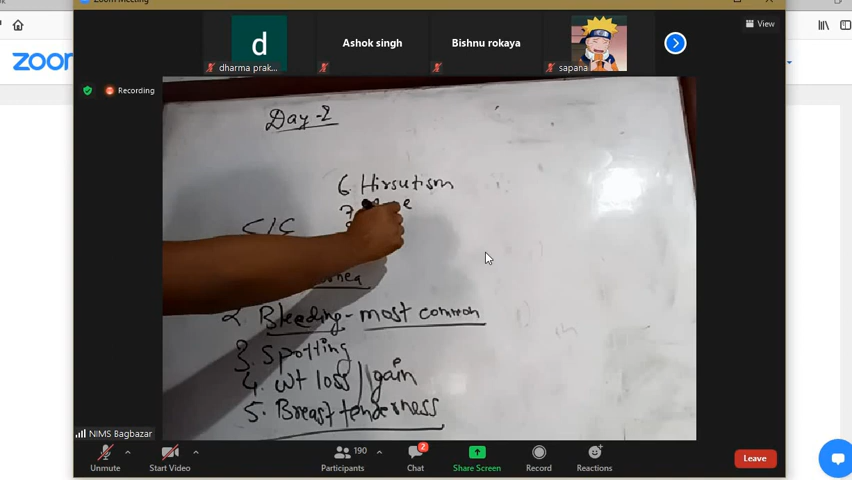 Zoom Meeting
View
zoom
d
dharma prak...
Ashok singh
Bishnu rokaya
sapana
Recording
Day-2
6. Hirsutism
7.
C/C
2. Bleeding - most common
3. Spotting
4. wt loss // gain
5. Breast tenderness
NIMS Bagbazar
Unmute
Start Video
190
Participants
2
Chat
Share Screen
Record
Reactions
Leave